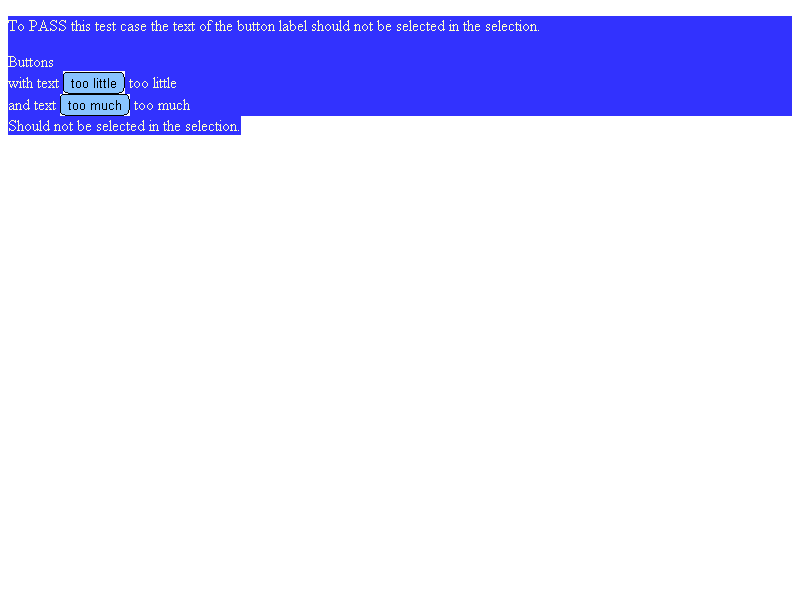 To PASS this test case the text of the button label should not be selected in the selection.
Buttons
with text too little too little
and text too much too much
Should not be selected in the selection.